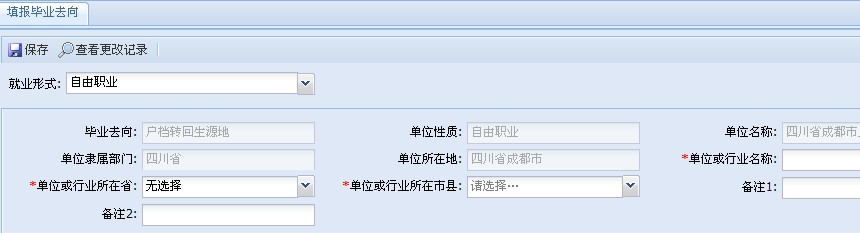 填报毕业去向
保存 查看更改记录
就业形式: 自由职业
毕业去向: 户档转回生源地 单位性质: 自由职业 单位名称: 四川省成都市
单位隶属部门: 四川省 单位所在地: 四川省成都市 *单位或行业名称:
*单位或行业所在省: 无选择 *单位或行业所在市县: 请选择… 备注1:
备注2: